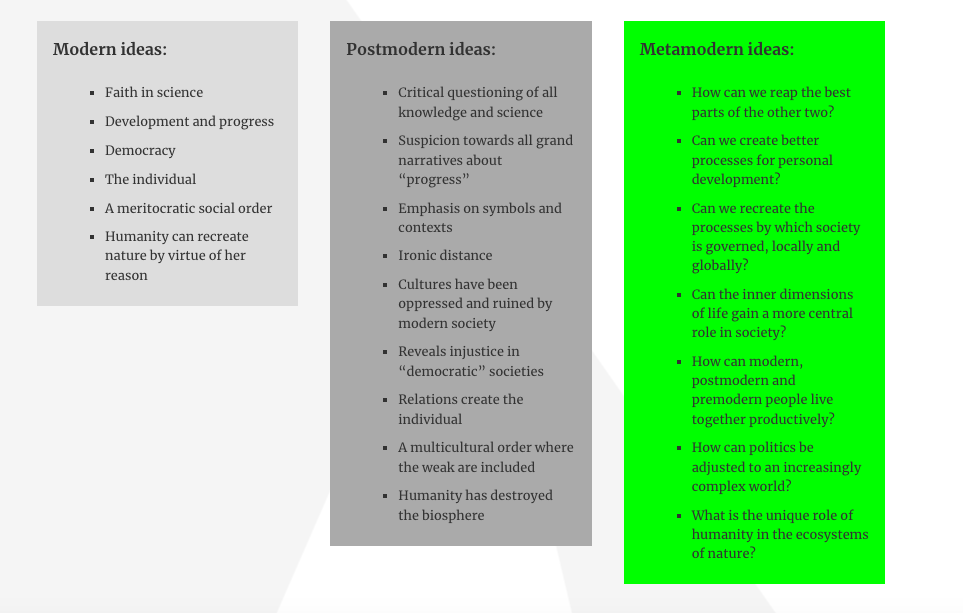 Modern ideas:
Faith in science
Development and progress
Democracy
The individual
A meritocratic social order
Humanity can recreate
nature by virtue of her
reason
Postmodern ideas:
Critical questioning of all
knowledge and science
Suspicion towards all grand
narratives about
“progress”
Emphasis on symbols and
contexts
Ironic distance
Cultures have been
oppressed and ruined by
modern society
Reveals injustice in
“democratic” societies
Relations create the
individual
A multicultural order where
the weak are included
Humanity has destroyed
the biosphere
Metamodern ideas:
How can we reap the best
parts of the other two?
Can we create better
processes for personal
development?
Can we recreate the
processes by which society
is governed, locally and
globally?
Can the inner dimensions
of life gain a more central
role in society?
How can modern,
postmodern and
premodern people live
together productively?
How can politics be
adjusted to an increasingly
complex world?
What is the unique role of
humanity in the ecosystems
of nature?